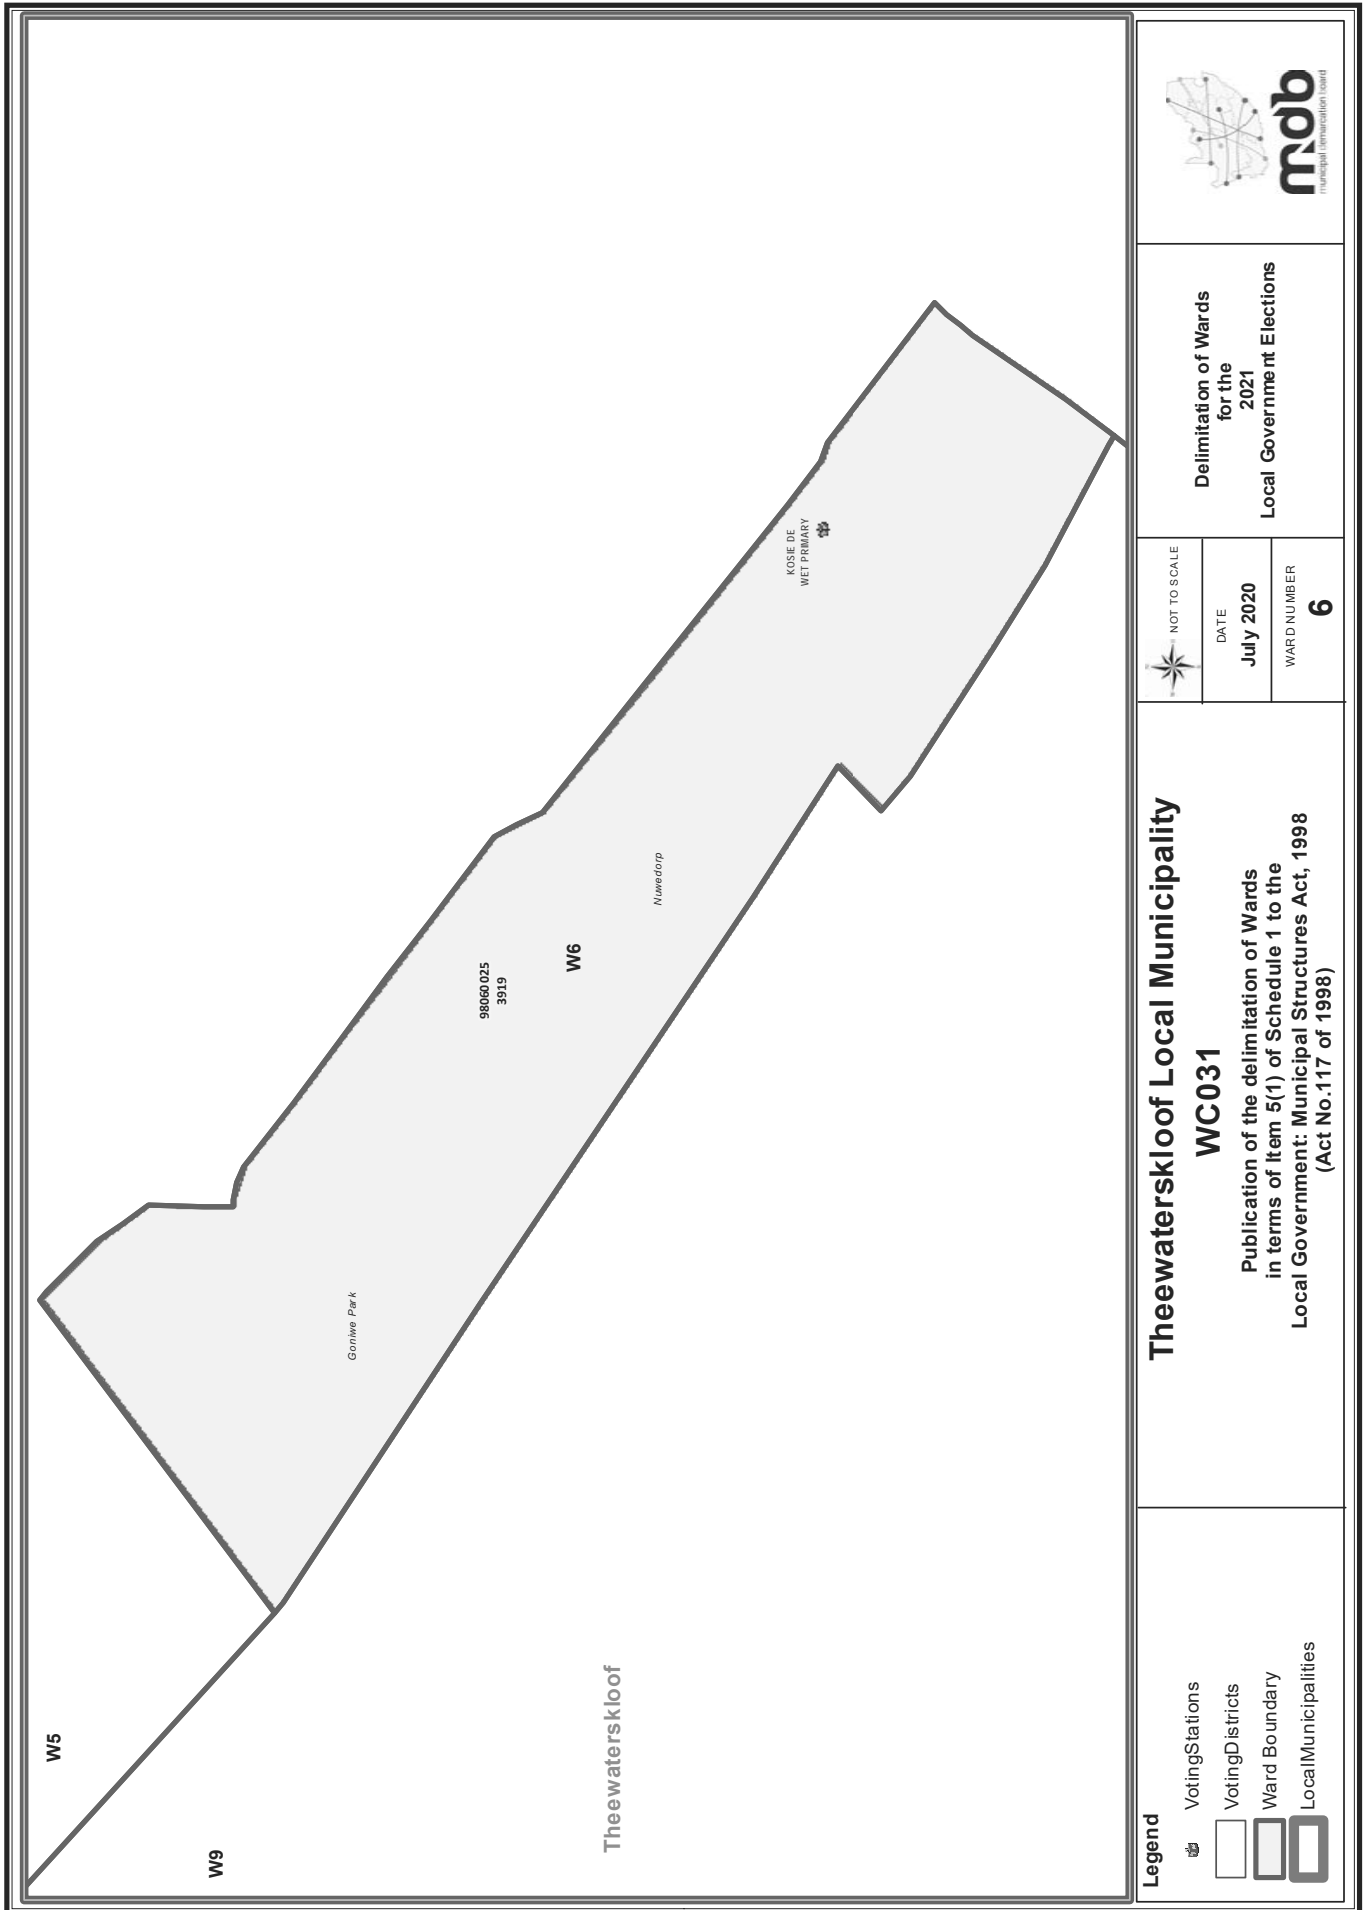 W5
W9
Theewaterskloof
Goniwe Park
98060025
3919
W6
Nuwedorp
KOSIE DE
WET PRIMARY
Legend
VotingStations
VotingDistricts
Ward Boundary
LocalMunicipalities
Theewaterskloof Local Municipality
WC031
Publication of the delimitation of Wards
in terms of Item 5(1) of Schedule 1 to the
Local Government: Municipal Structures Act, 1998
(Act No.117 of 1998)
NOT TO SCALE
DATE
July 2020
WARD NUMBER
6
Delimitation of Wards
for the
2021
Local Government Elections
mdb
municipal demarcation board